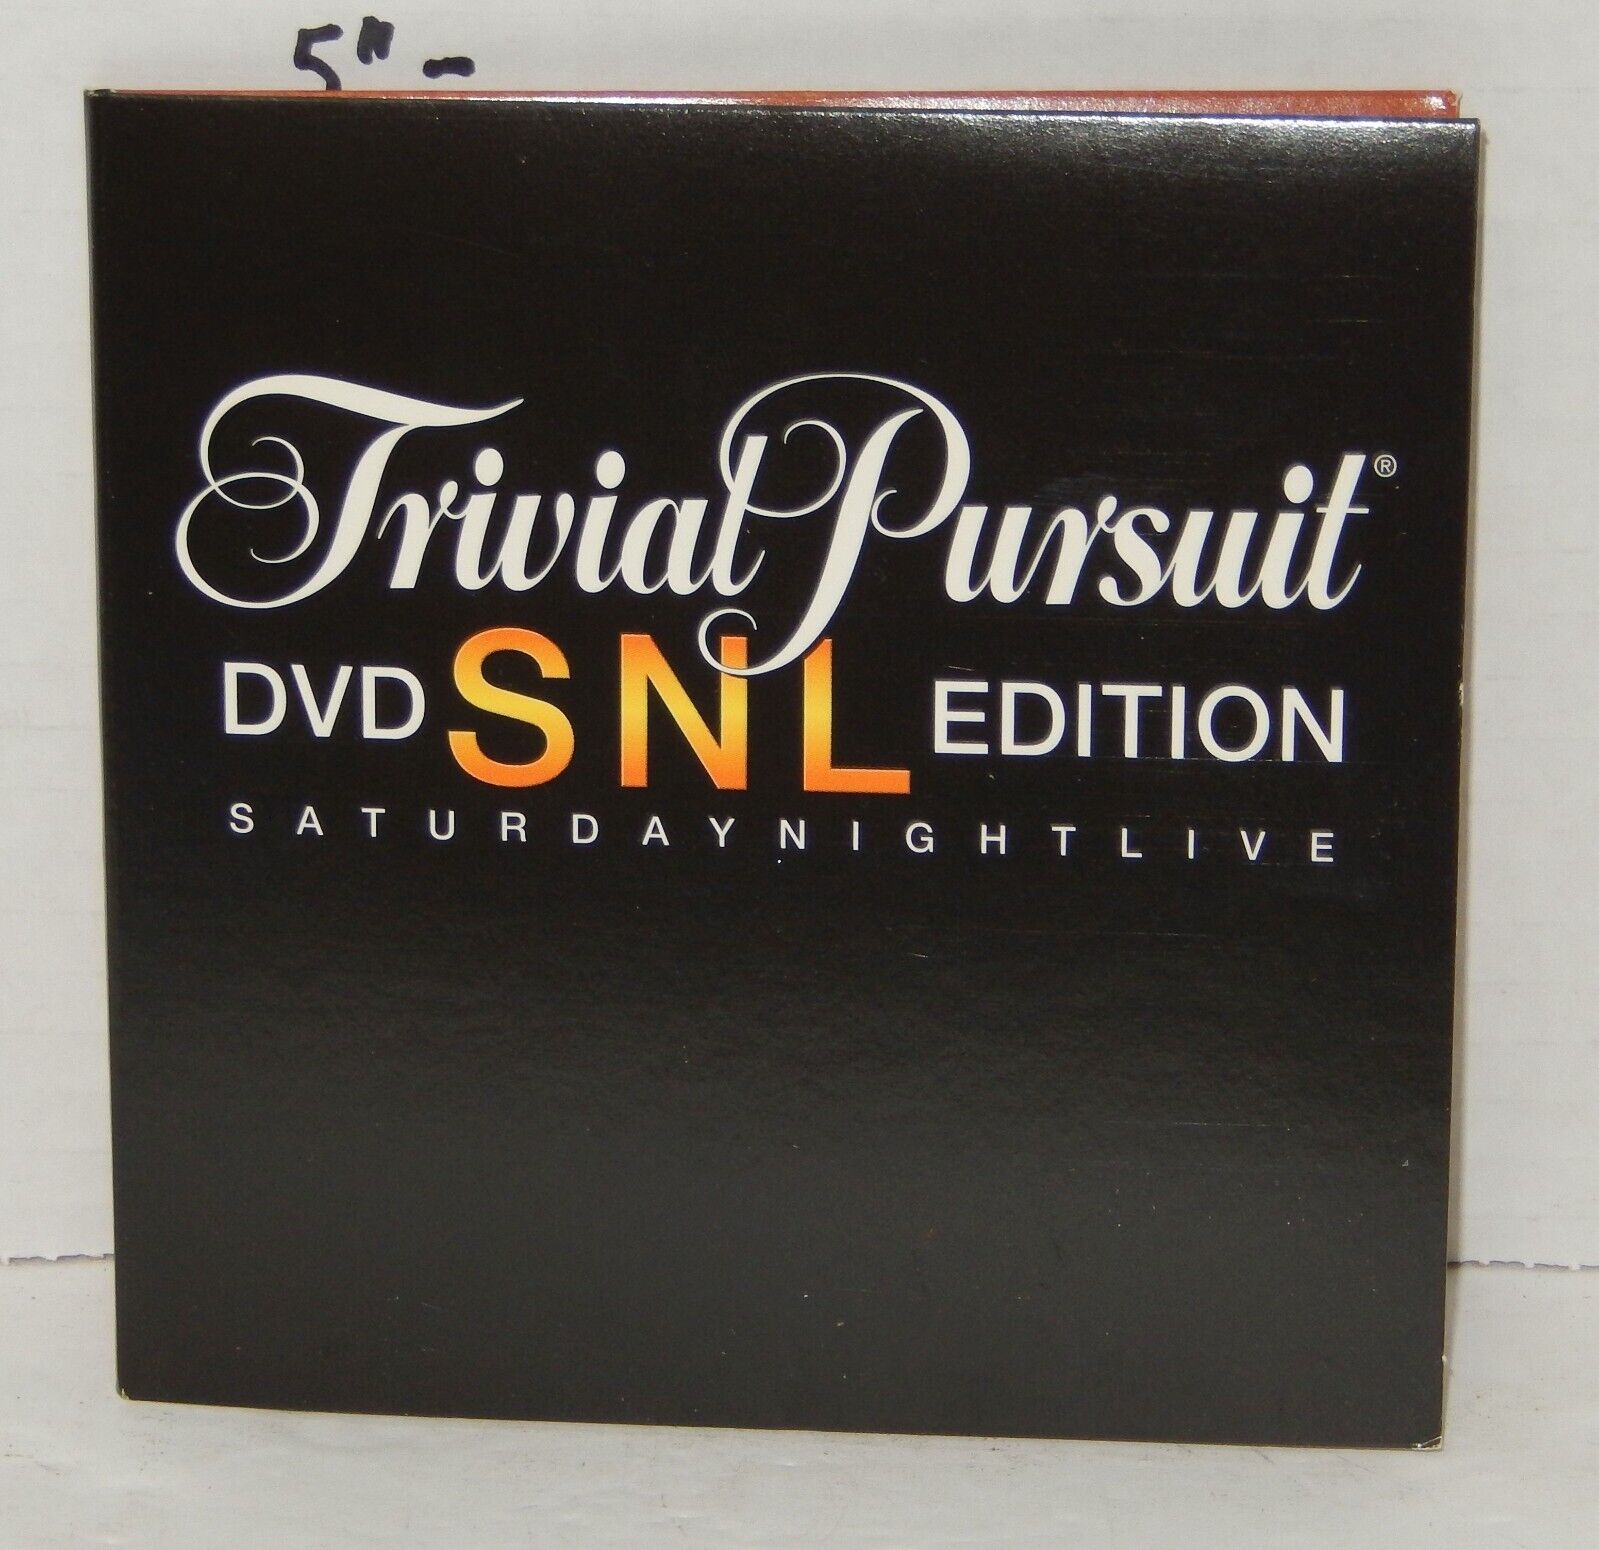 5" -
Trivial Pursuit®
DVD SNL EDITION
SATURDAYNIGHTLIVE